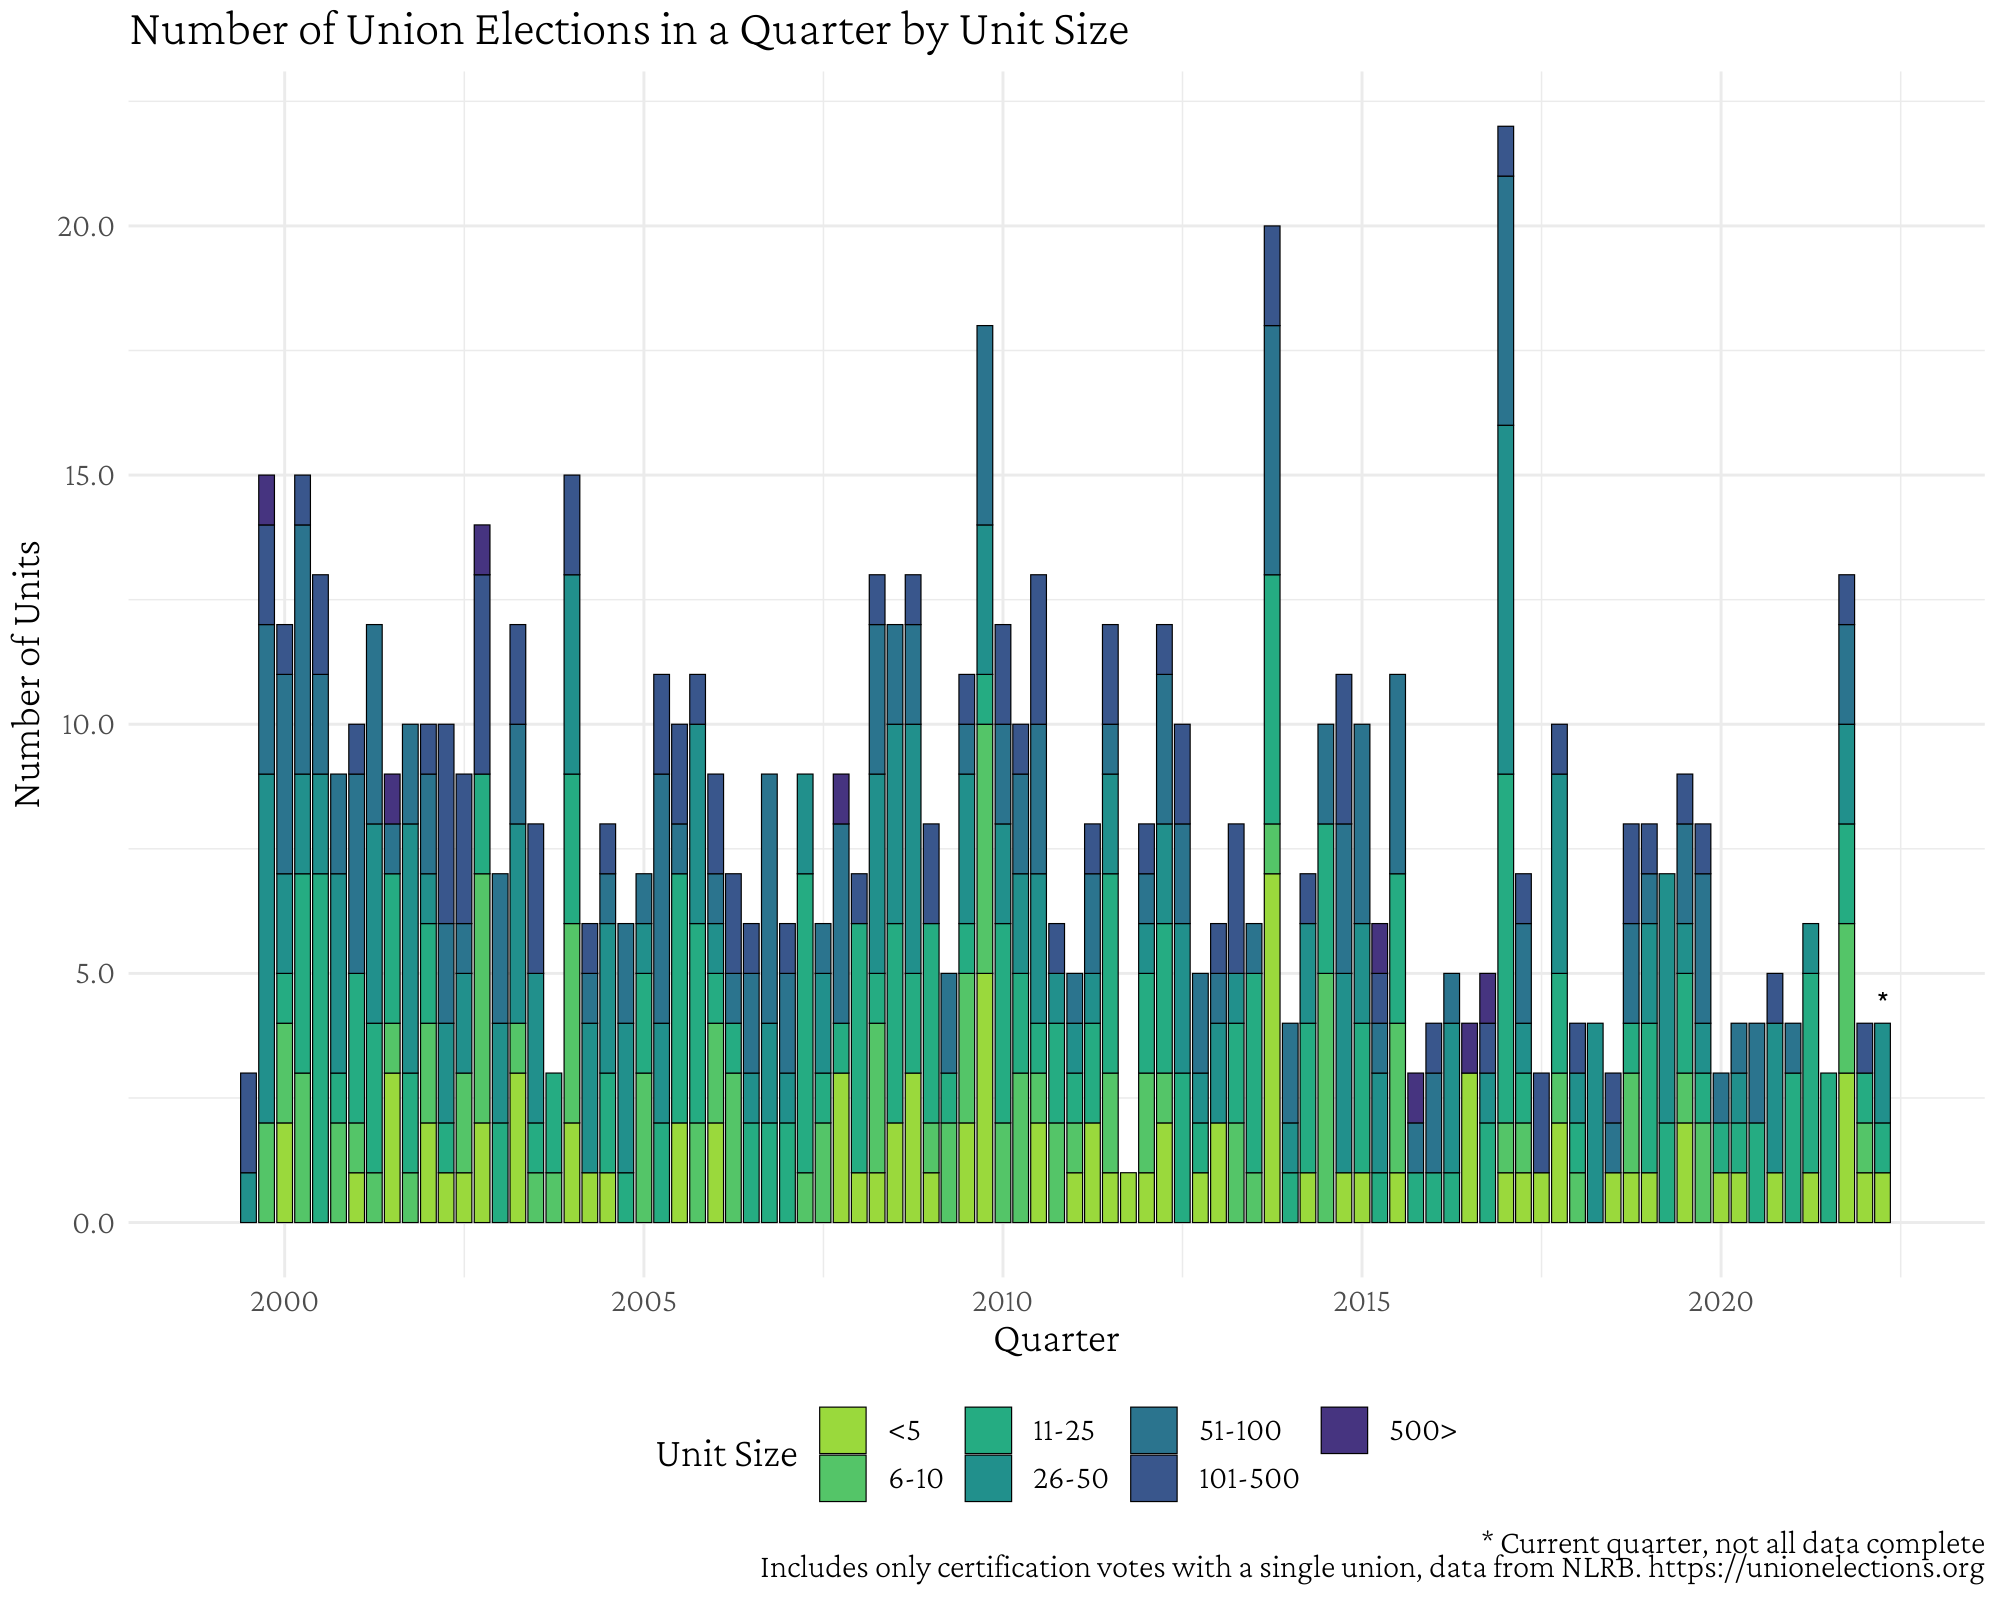 Number of Union Elections in a Quarter by Unit Size
Number of Units
20.0
15.0
10.0
5.0
0.0
*
2000 2005 2010 2015 2020
Quarter
Unit Size
<5 11-25 51-100 500>
6-10 26-50 101-500
* Current quarter, not all data complete
Includes only certification votes with a single union, data from NLRB. https://unionelections.org